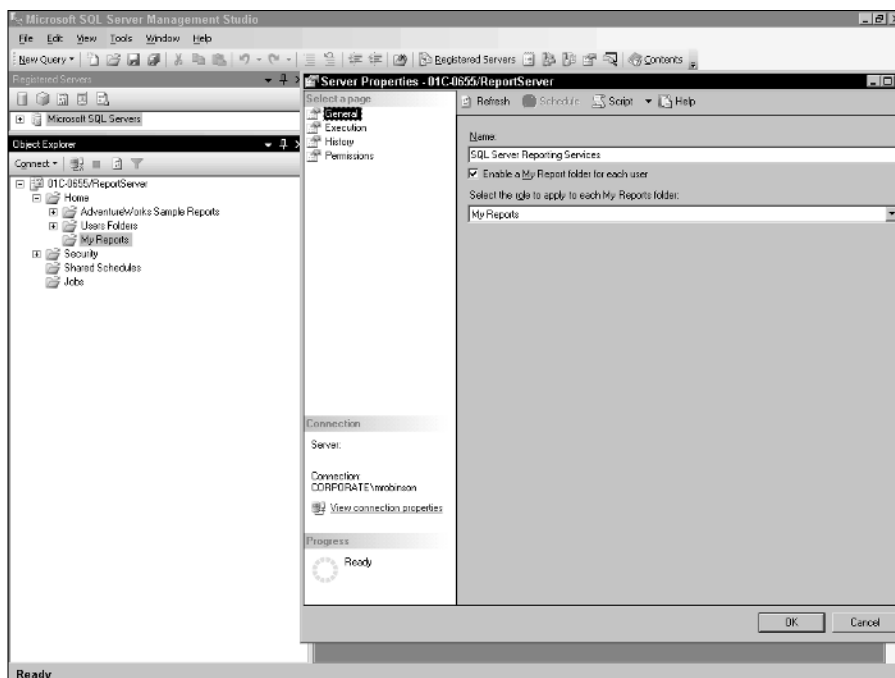 Microsoft SQL Server Management Studio
File Edit View Tools Window Help
New Query Registered Servers Contents
Registered Servers
Microsoft SQL Servers
Object Explorer
Connect
01C-0655/ReportServer
Home
AdventureWorks Sample Reports
Users Folders
My Reports
Security
Shared Schedules
Jobs
Server Properties - 01C-0655/ReportServer
Select a page
General
Execution
History
Permissions
Refresh Schedule Script Help
Name:
SQL Server Reporting Services
Enable a My Report folder for each user
Select the role to apply to each My Reports folder:
My Reports
Connection
Server:
Connection:
CORPORATE\mrobinson
View connection properties
Progress
Ready
OK Cancel
Ready